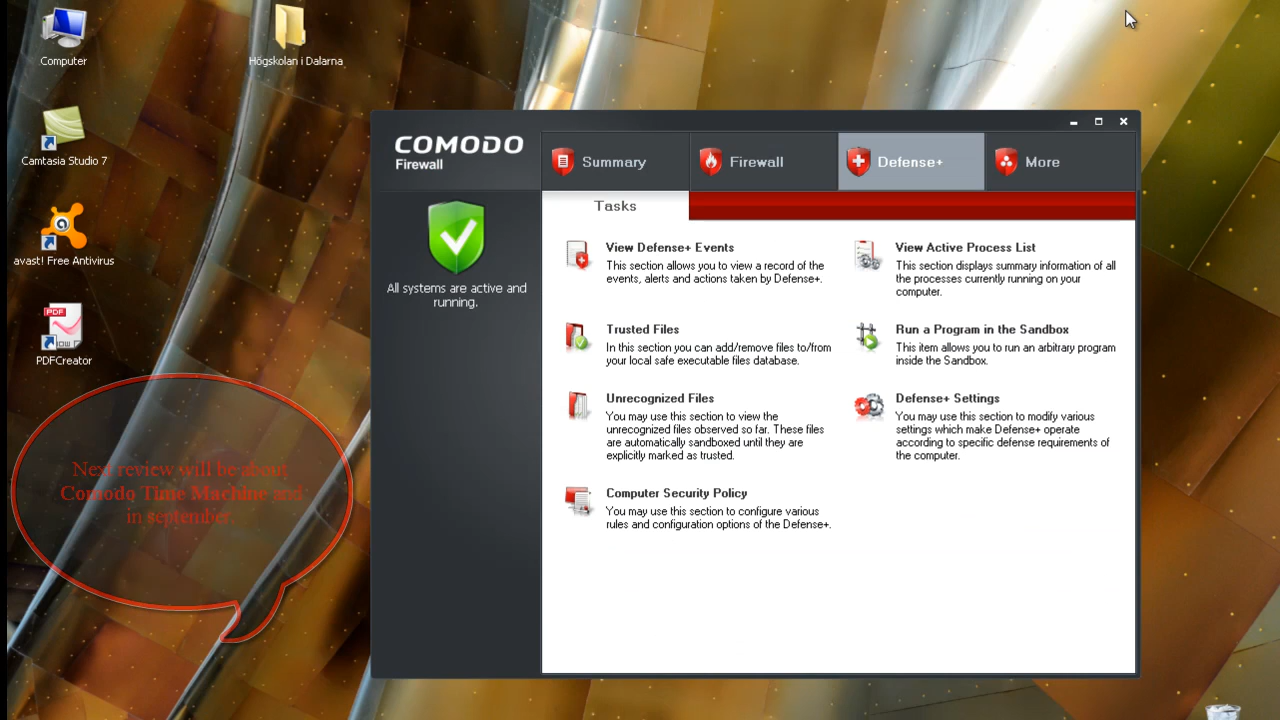 Computer
Högskolan i Dalarna
Camtasia Studio 7
avast! Free Antivirus
PDF
PDFCreator
Next review will be about
Comodo Time Machine and
in september.
COMODO
Firewall
Summary
Firewall
Defense+
More
All systems are active and
running.
Tasks
View Defense+ Events
This section allows you to view a record of the
events, alerts and actions taken by Defense+.
Trusted Files
In this section you can add/remove files to/from
your local safe executable files database.
Unrecognized Files
You may use this section to view the
unrecognized files observed so far. These files
are automatically sandboxed until they are
explicitly marked as trusted.
Computer Security Policy
You may use this section to configure various
rules and configuration options of the Defense+.
View Active Process List
This section displays summary information of all
the processes currently running on your
computer.
Run a Program in the Sandbox
This item allows you to run an arbitrary program
inside the Sandbox.
Defense+ Settings
You may use this section to modify various
settings which make Defense+ operate
according to specific defense requirements of
the computer.